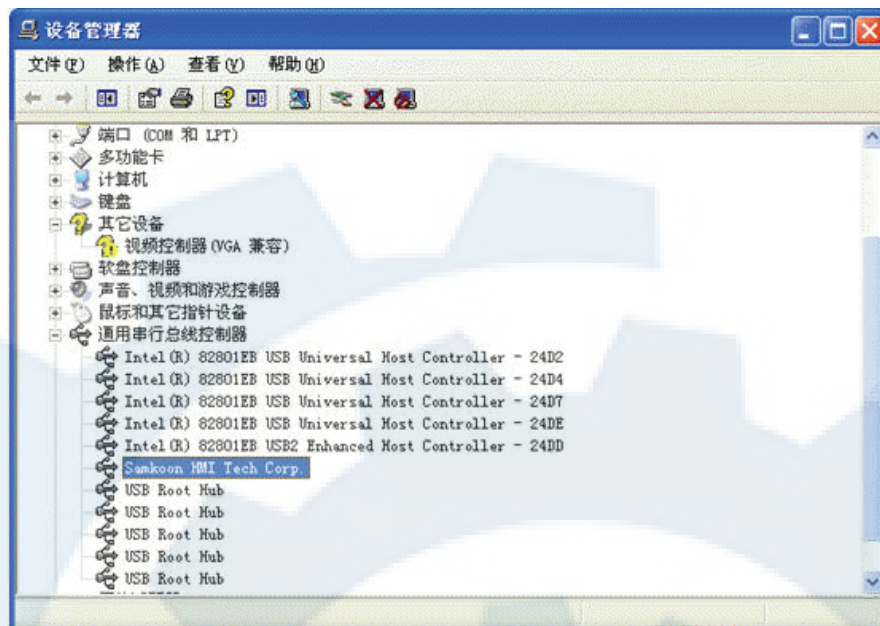 设备管理器
文件(F) 操作(A) 查看(V) 帮助(H)
端口 (COM 和 LPT)
多功能卡
计算机
键盘
其它设备
视频控制器(VGA 兼容)
软盘控制器
声音、视频和游戏控制器
鼠标和其它指针设备
通用串行总线控制器
Intel(R) 82801EB USB Universal Host Controller - 24D2
Intel(R) 82801EB USB Universal Host Controller - 24D4
Intel(R) 82801EB USB Universal Host Controller - 24D7
Intel(R) 82801EB USB Universal Host Controller - 24DE
Intel(R) 82801EB USB2 Enhanced Host Controller - 24DD
Samkoon HMI Tech Corp.
USB Root Hub
USB Root Hub
USB Root Hub
USB Root Hub
USB Root Hub